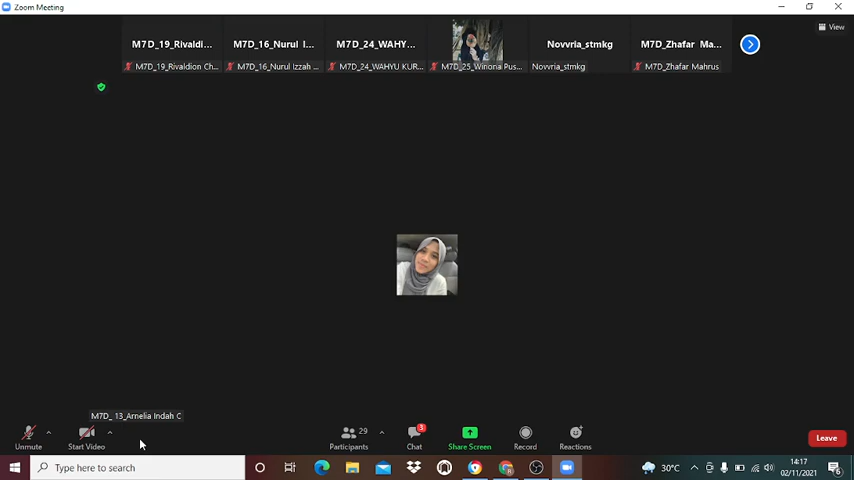 Zoom Meeting
View
M7D_19_Rivaldi...
M7D_16_Nurul I...
M7D_24_WAHY...
Novvria_stmkg
M7D_Zhafar Ma...
M7D_19_Rivaldion Ch...
M7D_16_Nurul Izzah ...
M7D_24_WAHYU KUR...
M7D_25_Winona Pus...
Novvria_stmkg
M7D_Zhafar Mahrus
M7D_ 13_Arnelia Indah C
Unmute
Start Video
29
Participants
3
Chat
Share Screen
Record
Reactions
Leave
Type here to search
30°C
14:17
02/11/2021
6